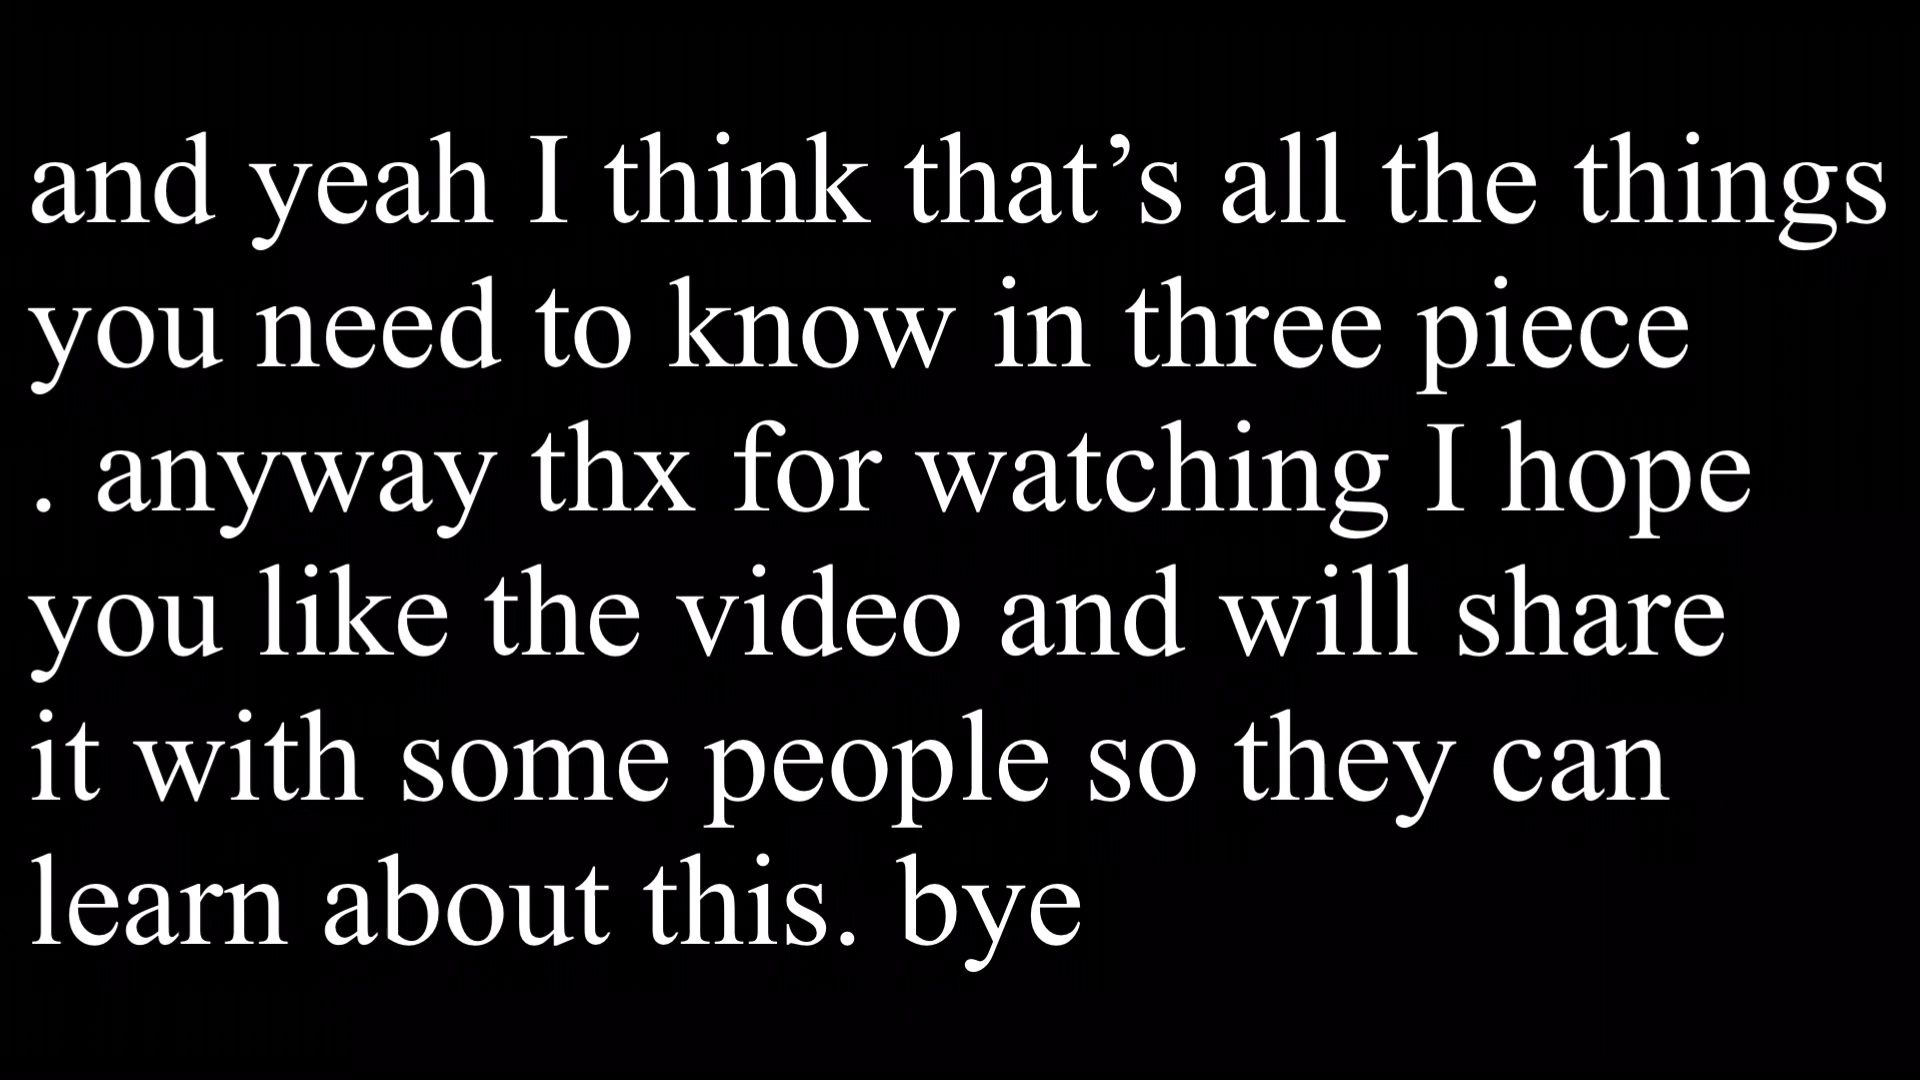 and yeah I think that’s all the things
you need to know in three piece
. anyway thx for watching I hope
you like the video and will share
it with some people so they can
learn about this. bye